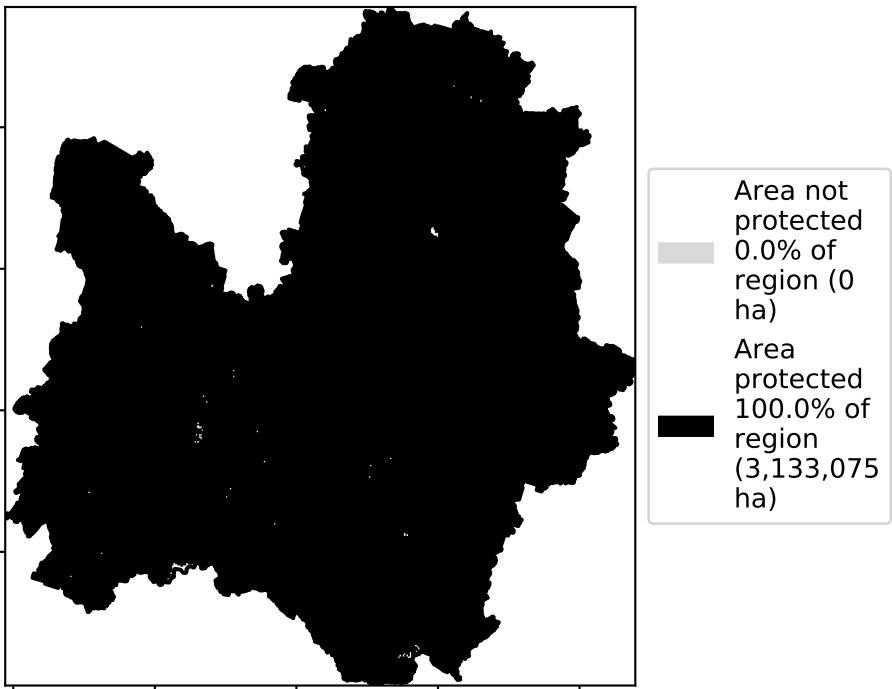 Area not
protected
0.0% of
region (0
ha)
Area
protected
100.0% of
region
(3,133,075
ha)